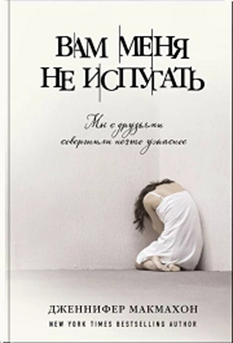 ВАМ МЕНЯ
НЕ ИСПУГАТЬ
Мы с друзьями
совершили нечто ужасное
ДЖЕННИФЕР МАКМАХОН
NEW YORK TIMES BESTSELLING AUTHOR